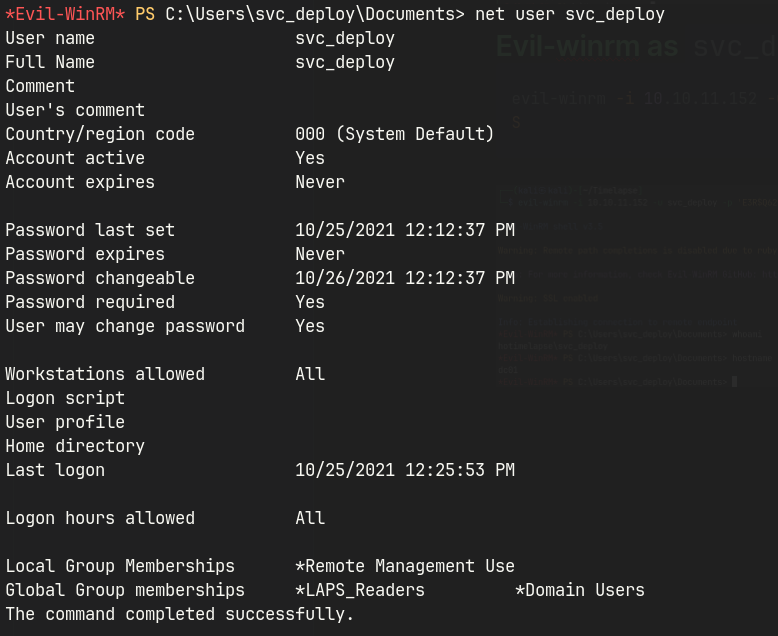 *Evil-WinRM* PS C:\Users\svc_deploy\Documents> net user svc_deploy
User name                    svc_deploy
Full Name                    svc_deploy
Comment
User's comment
Country/region code          000 (System Default)
Account active               Yes
Account expires              Never
Password last set            10/25/2021 12:12:37 PM
Password expires             Never
Password changeable          10/26/2021 12:12:37 PM
Password required            Yes
User may change password     Yes
Workstations allowed         All
Logon script
User profile
Home directory
Last logon                   10/25/2021 12:25:53 PM
Logon hours allowed          All
Local Group Memberships      *Remote Management Use
Global Group memberships     *LAPS_Readers         *Domain Users
The command completed successfully.
Evil-winrm as svc_d
evil-winrm -i 10.10.11.152 -